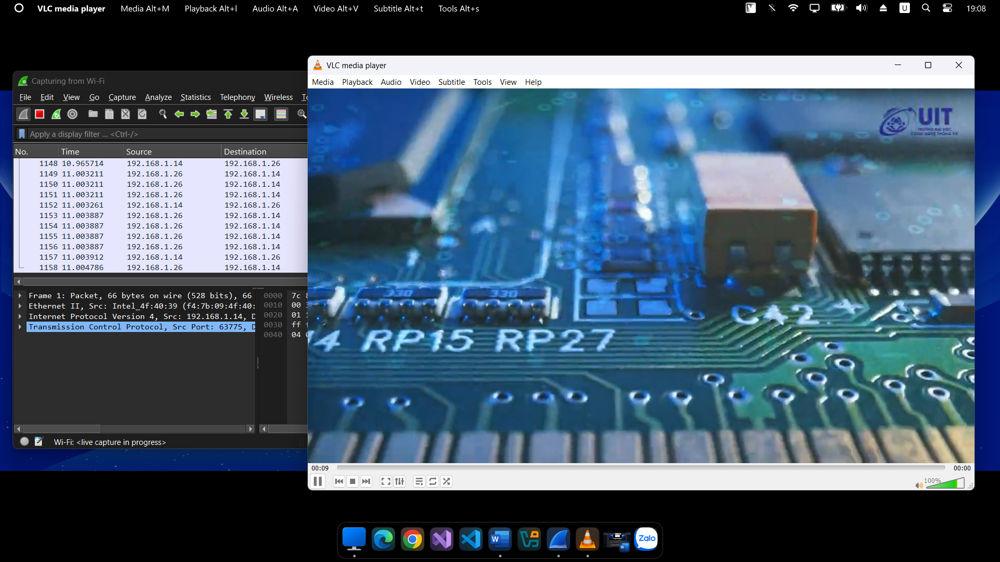 VLC media player Media Alt+M Playback Alt+l Audio Alt+A Video Alt+V Subtitle Alt+t Tools Alt+s
U 19:08
Capturing from Wi-Fi
File Edit View Go Capture Analyze Statistics Telephony Wireless To
Apply a display filter ... <Ctrl-/>
No. Time Source Destination
1148 10.965714 192.168.1.14 192.168.1.26
1149 11.003211 192.168.1.26 192.168.1.14
1150 11.003211 192.168.1.26 192.168.1.14
1151 11.003211 192.168.1.26 192.168.1.14
1152 11.003261 192.168.1.14 192.168.1.26
1153 11.003887 192.168.1.26 192.168.1.14
1154 11.003887 192.168.1.26 192.168.1.14
1155 11.003887 192.168.1.26 192.168.1.14
1156 11.003887 192.168.1.26 192.168.1.14
1157 11.003912 192.168.1.14 192.168.1.26
1158 11.004786 192.168.1.26 192.168.1.14
Frame 1: Packet, 66 bytes on wire (528 bits), 66
Ethernet II, Src: Intel_4f:40:39 (f4:7b:09:4f:40:
Internet Protocol Version 4, Src: 192.168.1.14, D
Transmission Control Protocol, Src Port: 63775, D
0000 7c
0010 00
0020 01
0030 ff
0040 04
Wi-Fi: <live capture in progress>
VLC media player
Media Playback Audio Video Subtitle Tools View Help
UIT
TRƯỜNG ĐẠI HỌC
CÔNG NGHỆ THÔNG TIN
330 330
4 RP15 RP27
C42
00:09 00:00
100%
Zalo